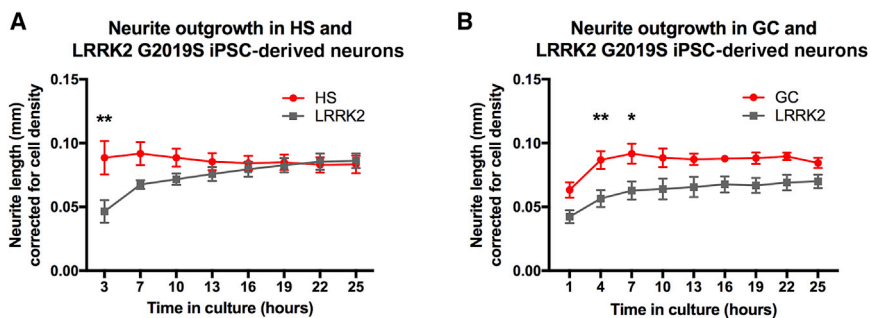 A
Neurite outgrowth in HS and
LRRK2 G2019S iPSC-derived neurons
Neurite length (mm)
corrected for cell density
0.15
0.10
0.05
0.00
**
HS
LRRK2
3 7 10 13 16 19 22 25
Time in culture (hours)
B
Neurite outgrowth in GC and
LRRK2 G2019S iPSC-derived neurons
Neurite length (mm)
corrected for cell density
0.15
0.10
0.05
0.00
** *
GC
LRRK2
1 4 7 10 13 16 19 22 25
Time in culture (hours)